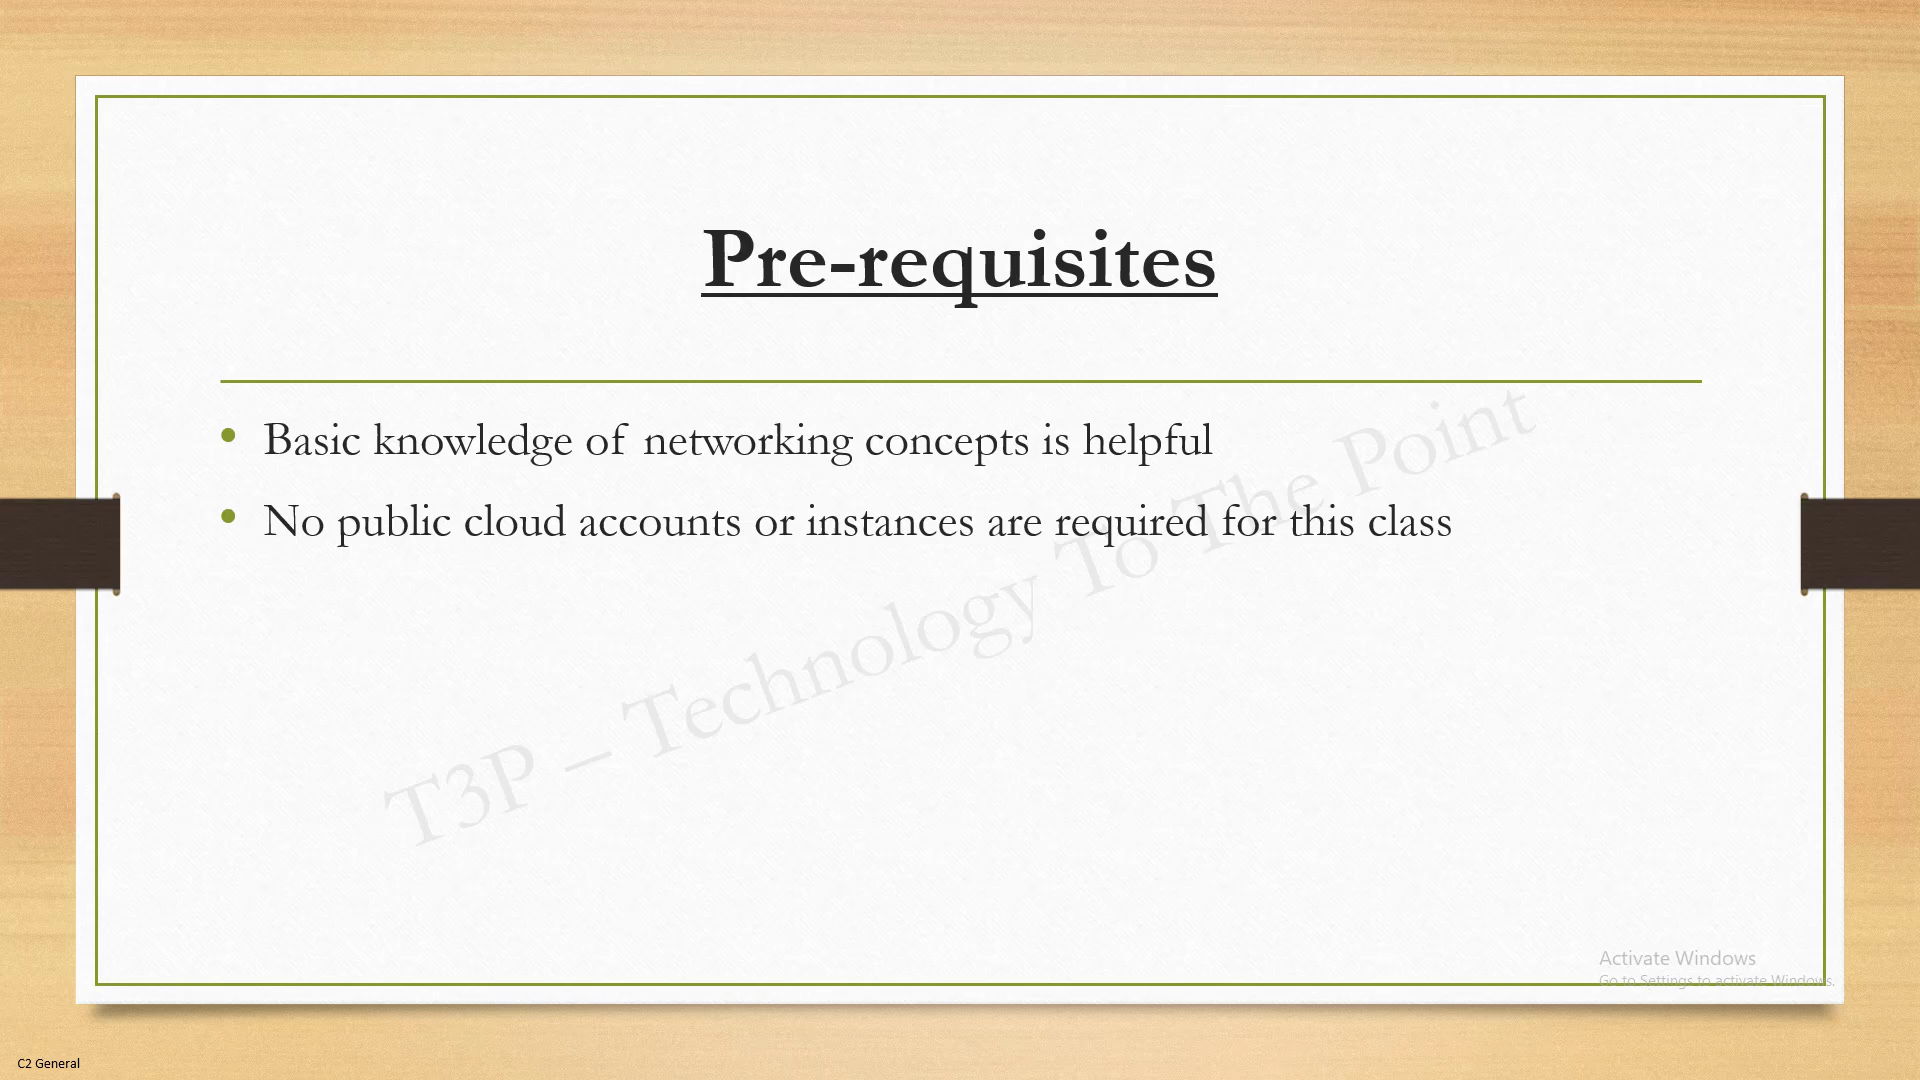 Pre-requisites
• Basic knowledge of networking concepts is helpful
• No public cloud accounts or instances are required for this class
T3P – Technology To The Point
Activate Windows
Go to Settings to activate Windows.
C2 General